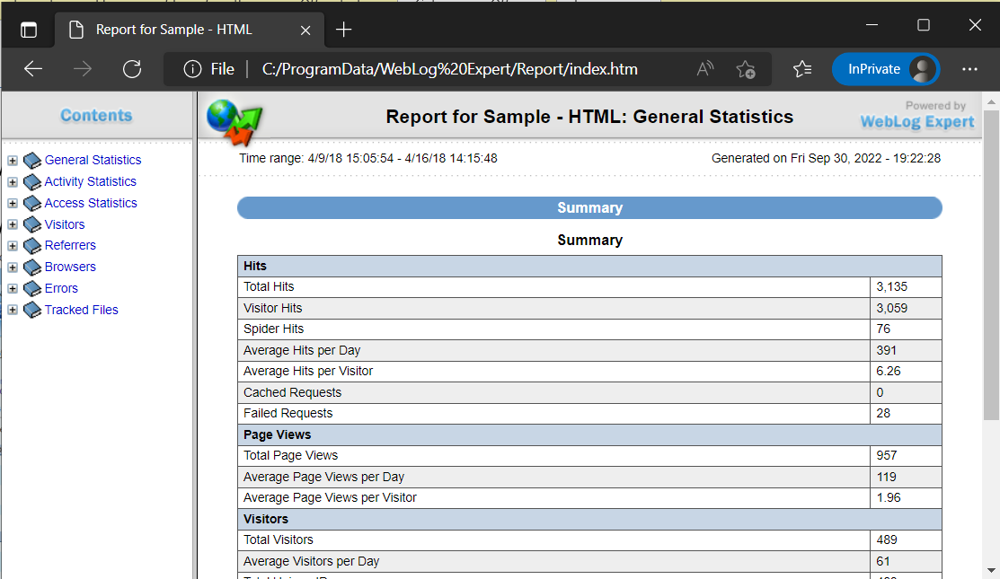 Report for Sample - HTML
File
C:/ProgramData/WebLog%20Expert/Report/index.htm
InPrivate
Contents
General Statistics
Activity Statistics
Access Statistics
Visitors
Referrers
Browsers
Errors
Tracked Files
Report for Sample - HTML: General Statistics
Powered by
WebLog Expert
Time range: 4/9/18 15:05:54 - 4/16/18 14:15:48
Generated on Fri Sep 30, 2022 - 19:22:28
Summary
Summary
Hits
Total Hits 3,135
Visitor Hits 3,059
Spider Hits 76
Average Hits per Day 391
Average Hits per Visitor 6.26
Cached Requests 0
Failed Requests 28
Page Views
Total Page Views 957
Average Page Views per Day 119
Average Page Views per Visitor 1.96
Visitors
Total Visitors 489
Average Visitors per Day 61